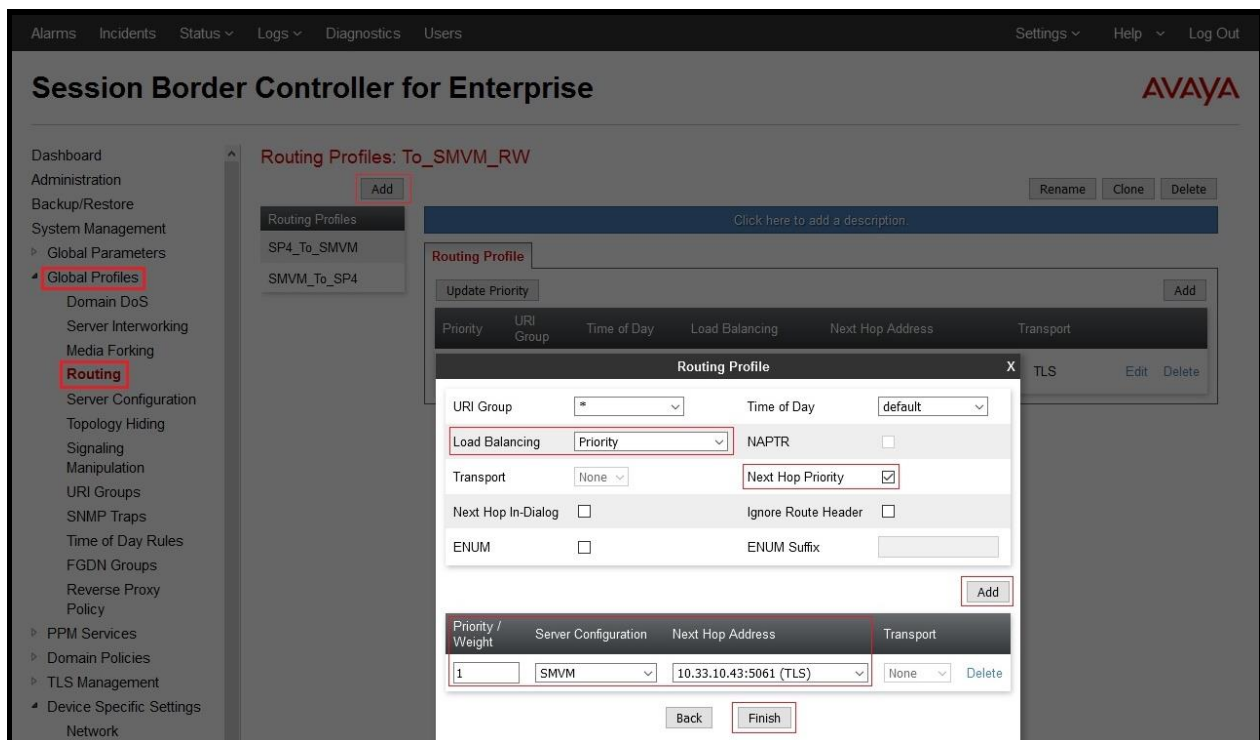 Alarms Incidents Status Logs Diagnostics Users Settings Help Log Out
Session Border Controller for Enterprise
AVAYA
Dashboard
Administration
Backup/Restore
System Management
Global Parameters
Global Profiles
Domain DoS
Server Interworking
Media Forking
Routing
Server Configuration
Topology Hiding
Signaling
Manipulation
URI Groups
SNMP Traps
Time of Day Rules
FGDN Groups
Reverse Proxy
Policy
PPM Services
Domain Policies
TLS Management
Device Specific Settings
Network
Routing Profiles: To_SMVM_RW
Add
Rename Clone Delete
Routing Profiles
SP4_To_SMVM
SMVM_To_SP4
Click here to add a description.
Routing Profile
Update Priority Add
Priority URI Group Time of Day Load Balancing Next Hop Address Transport
TLS Edit Delete
Routing Profile X
URI Group * Time of Day default
Load Balancing Priority NAPTR
Transport None Next Hop Priority
Next Hop In-Dialog Ignore Route Header
ENUM ENUM Suffix
Add
Priority / Weight Server Configuration Next Hop Address Transport
1 SMVM 10.33.10.43:5061 (TLS) None Delete
Back Finish